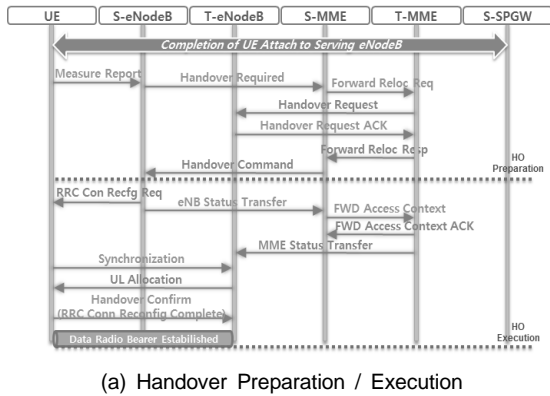 UE S-eNodeB T-eNodeB S-MME T-MME S-SPGW
Completion of UE Attach to Serving eNodeB
Measure Report
Handover Required
Forward Reloc Req
Handover Request
Handover Request ACK
Forward Reloc Resp
Handover Command
HO
Preparation
RRC Con Recfg Req
eNB Status Transfer
FWD Access Context
FWD Access Context ACK
MME Status Transfer
Synchronization
UL Allocation
Handover Confirm
(RRC Conn Reconfig Complete)
HO
Execution
Data Radio Bearer Estabilished
(a) Handover Preparation / Execution